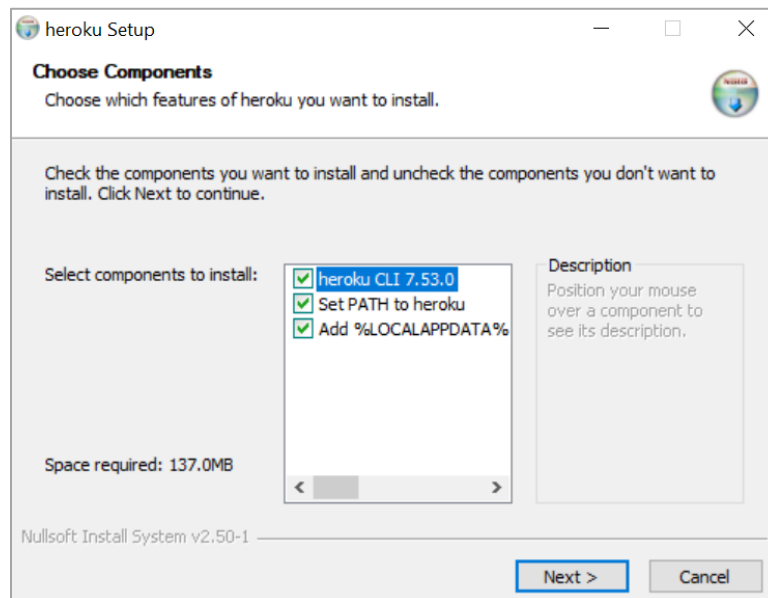 heroku Setup
Choose Components
Choose which features of heroku you want to install.
Check the components you want to install and uncheck the components you don't want to
install. Click Next to continue.
Select components to install:
heroku CLI 7.53.0
Set PATH to heroku
Add %LOCALAPPDATA%
Description
Position your mouse
over a component to
see its description.
Space required: 137.0MB
Nullsoft Install System v2.50-1
Next >
Cancel